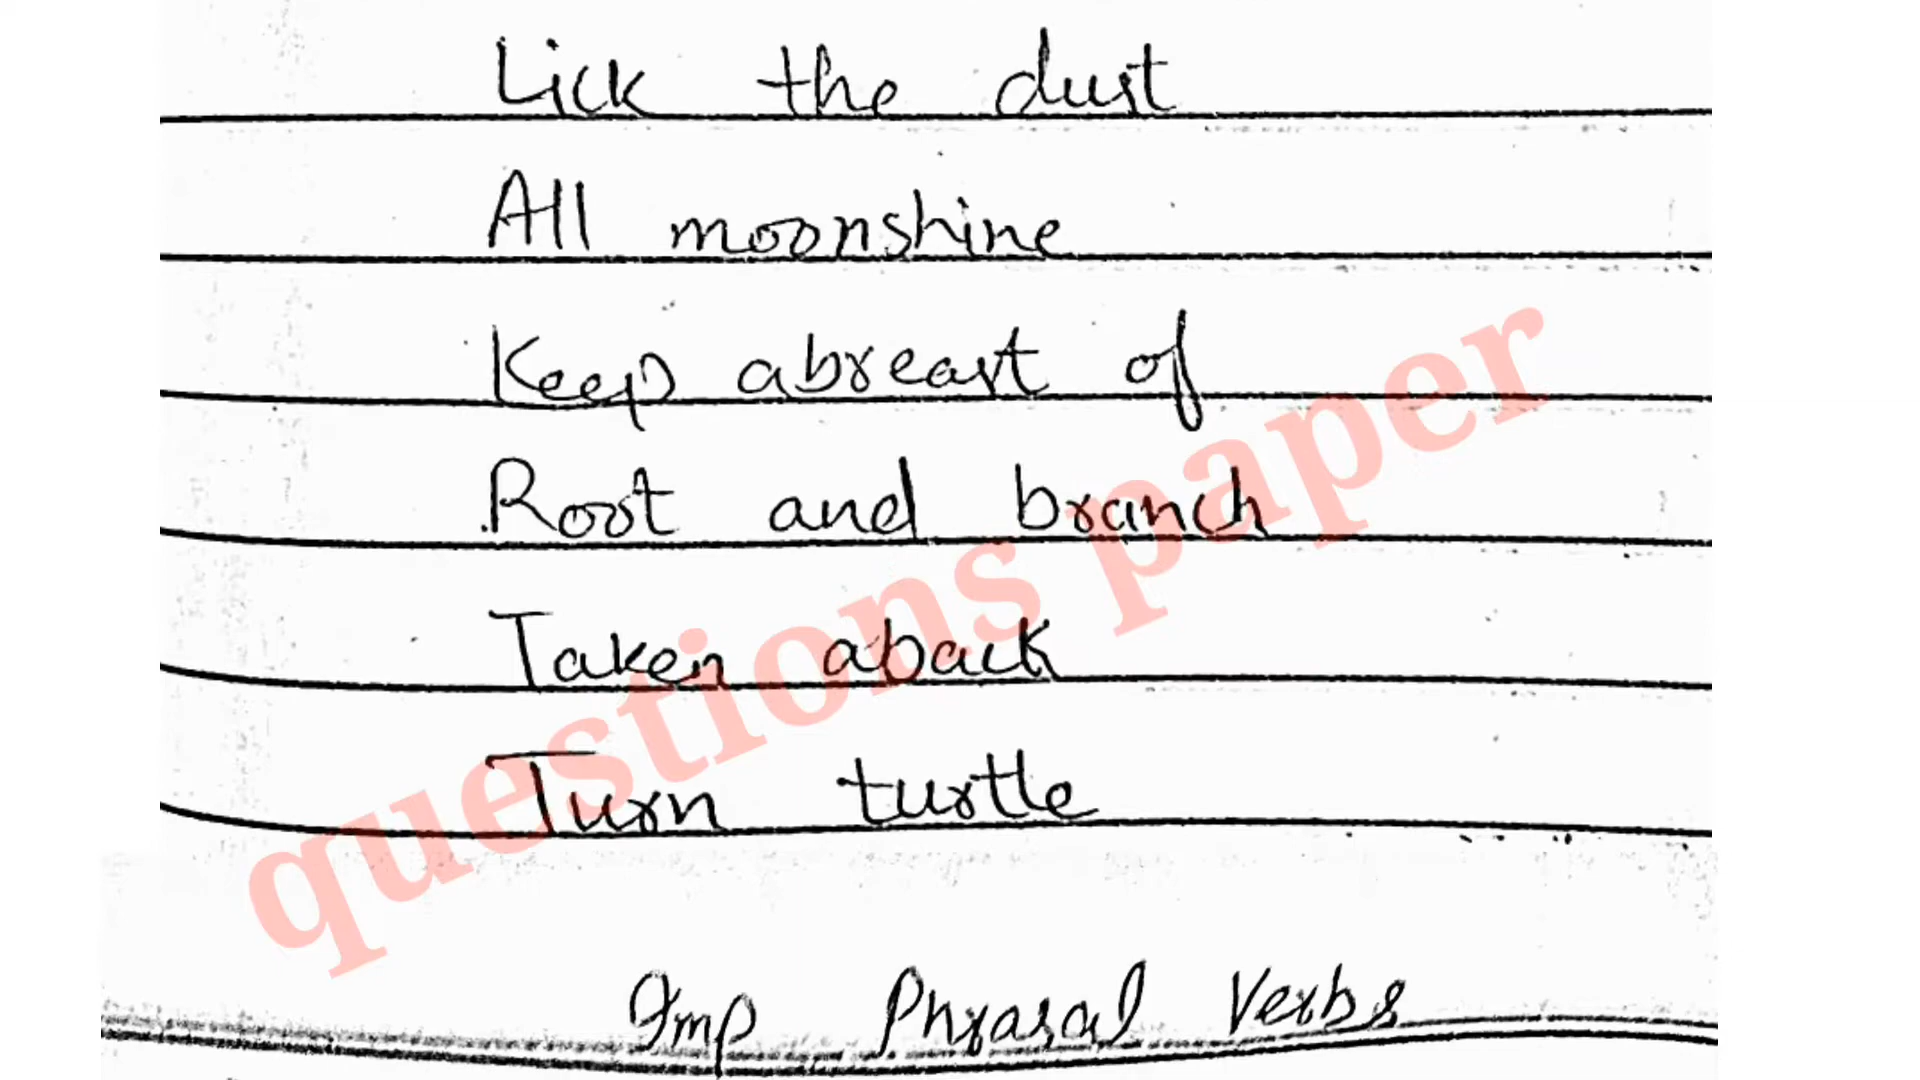 Lick the dust
All moonshine
Keep abreast of
Root and branch
Taken aback
Turn turtle
questions paper
Imp Phrasal Verbs